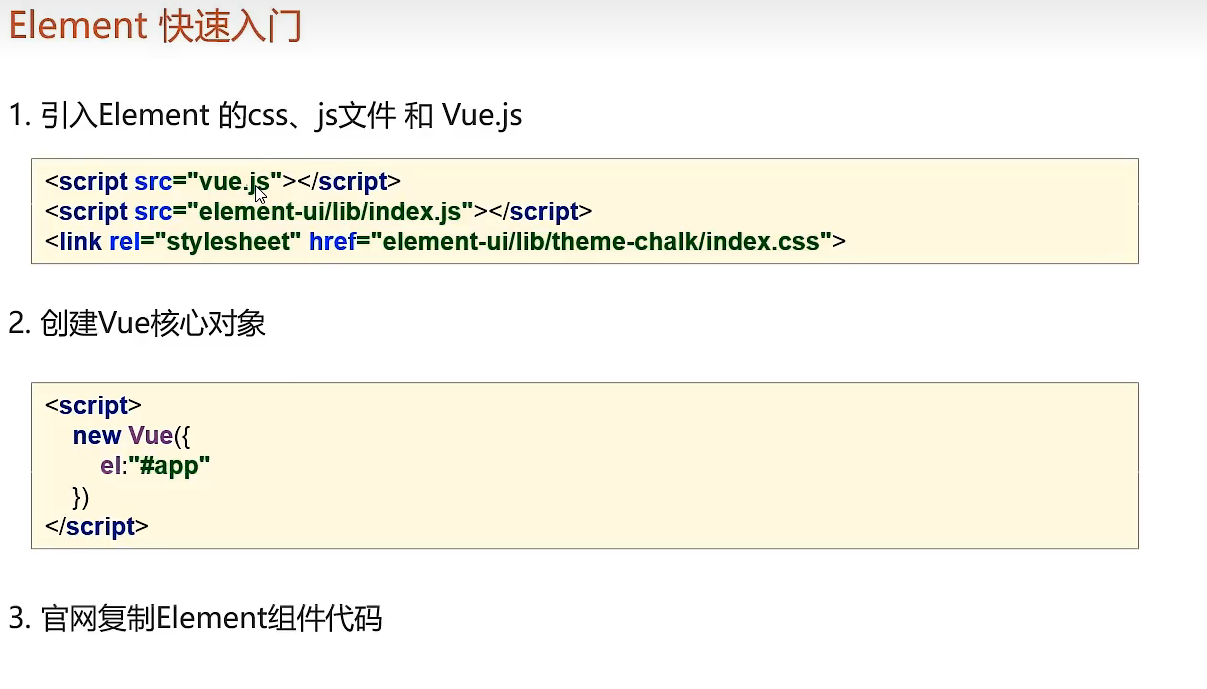 Element 快速入门
1. 引入Element 的css、js文件 和 Vue.js
<script src="vue.js"></script>
<script src="element-ui/lib/index.js"></script>
<link rel="stylesheet" href="element-ui/lib/theme-chalk/index.css">
2. 创建Vue核心对象
<script>
new Vue({
el:"#app"
})
</script>
3. 官网复制Element组件代码